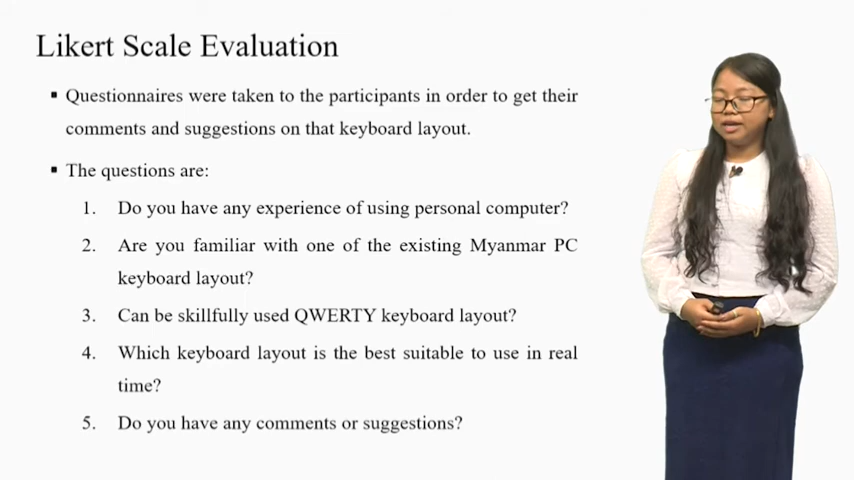 Likert Scale Evaluation
▪ Questionnaires were taken to the participants in order to get their
comments and suggestions on that keyboard layout.
▪ The questions are:
1. Do you have any experience of using personal computer?
2. Are you familiar with one of the existing Myanmar PC
keyboard layout?
3. Can be skillfully used QWERTY keyboard layout?
4. Which keyboard layout is the best suitable to use in real
time?
5. Do you have any comments or suggestions?